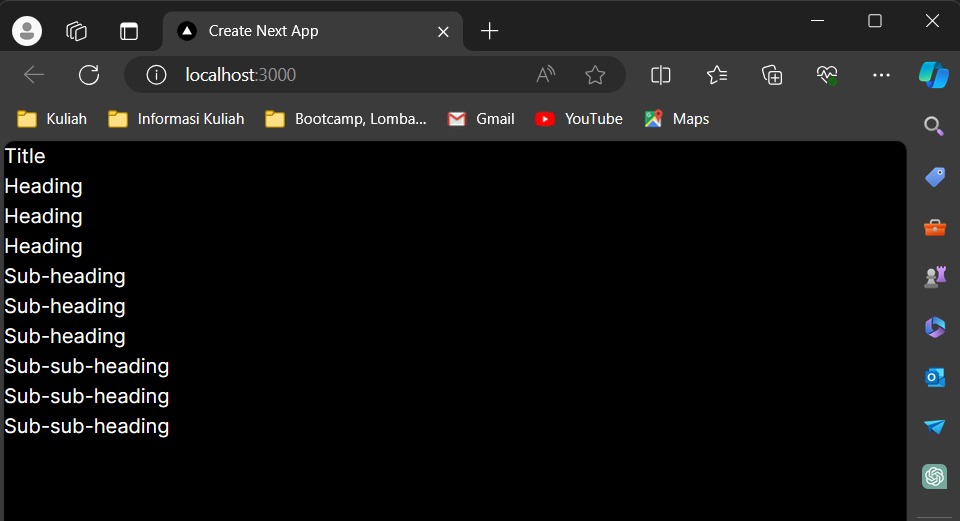 Create Next App
localhost:3000
Kuliah Informasi Kuliah Bootcamp, Lomba... Gmail YouTube Maps
Title
Heading
Heading
Heading
Sub-heading
Sub-heading
Sub-heading
Sub-sub-heading
Sub-sub-heading
Sub-sub-heading